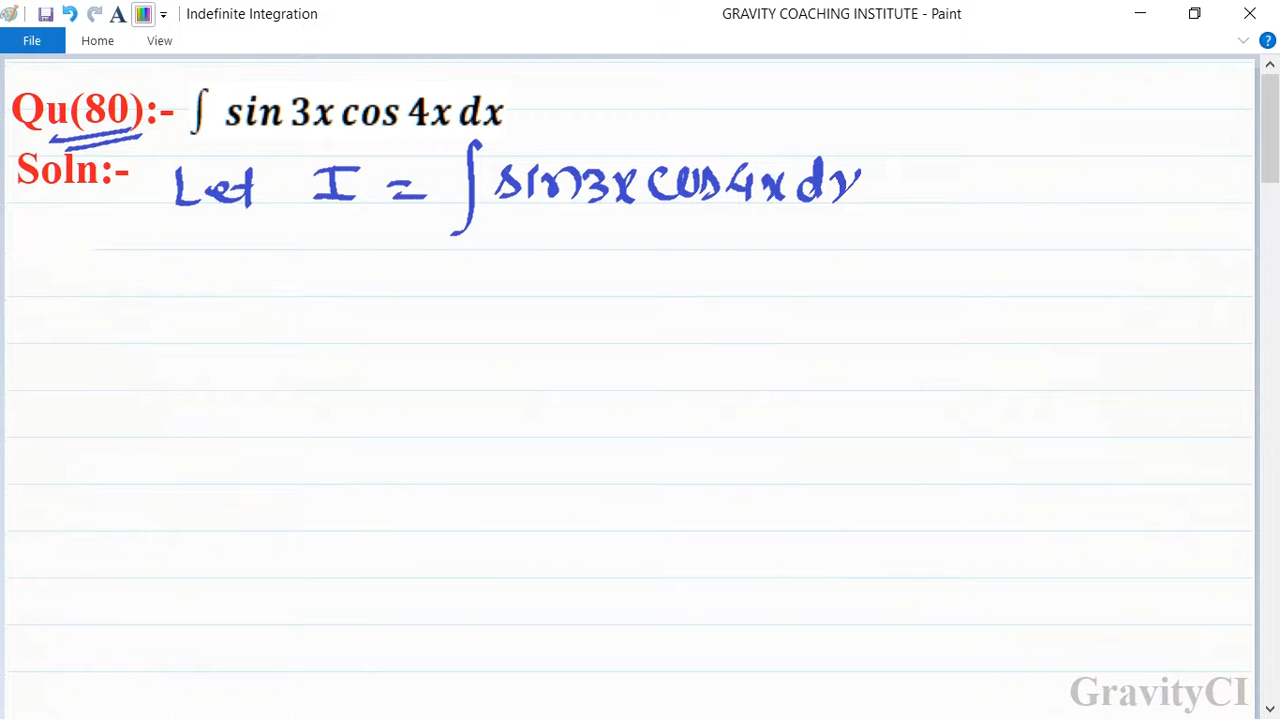 Indefinite Integration
GRAVITY COACHING INSTITUTE - Paint
File Home View
Qu(80):- ∫ sin 3x cos 4x dx
Soln:- Let I = ∫ sin3x cos4x dx
GravityCI